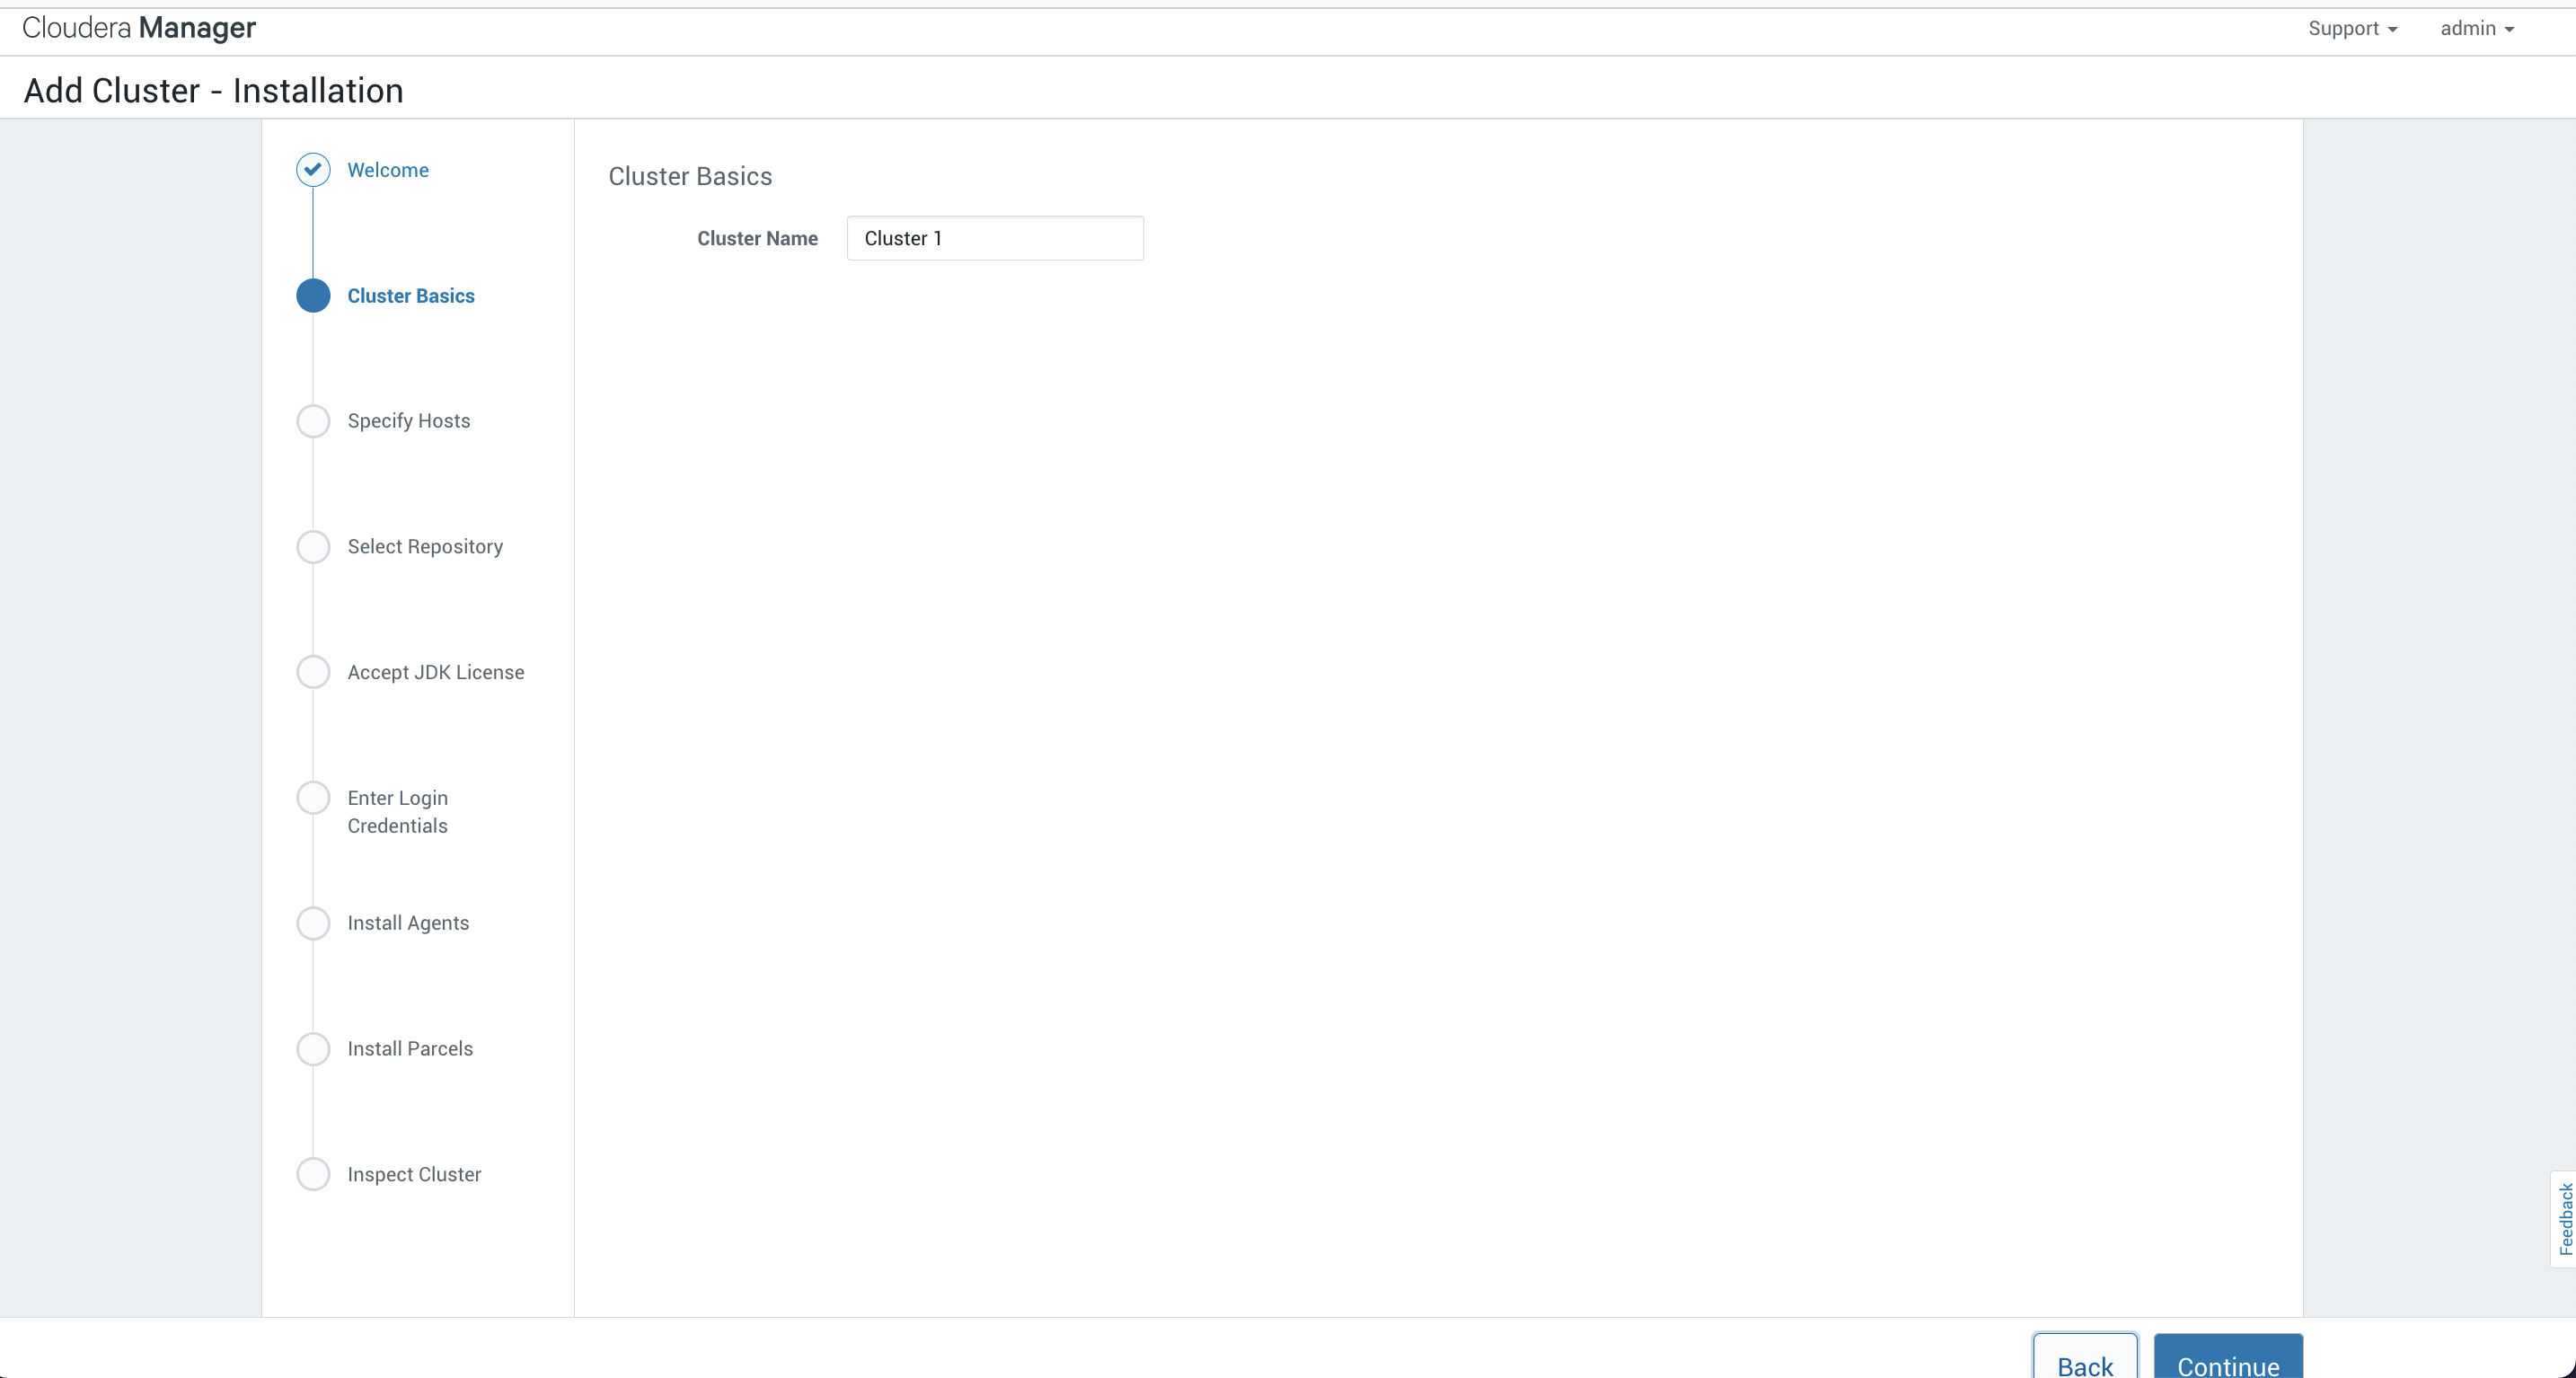 Cloudera Manager
Support
admin
Add Cluster - Installation
Welcome
Cluster Basics
Specify Hosts
Select Repository
Accept JDK License
Enter Login
Credentials
Install Agents
Install Parcels
Inspect Cluster
Cluster Basics
Cluster Name
Cluster 1
Feedback
Back
Continue